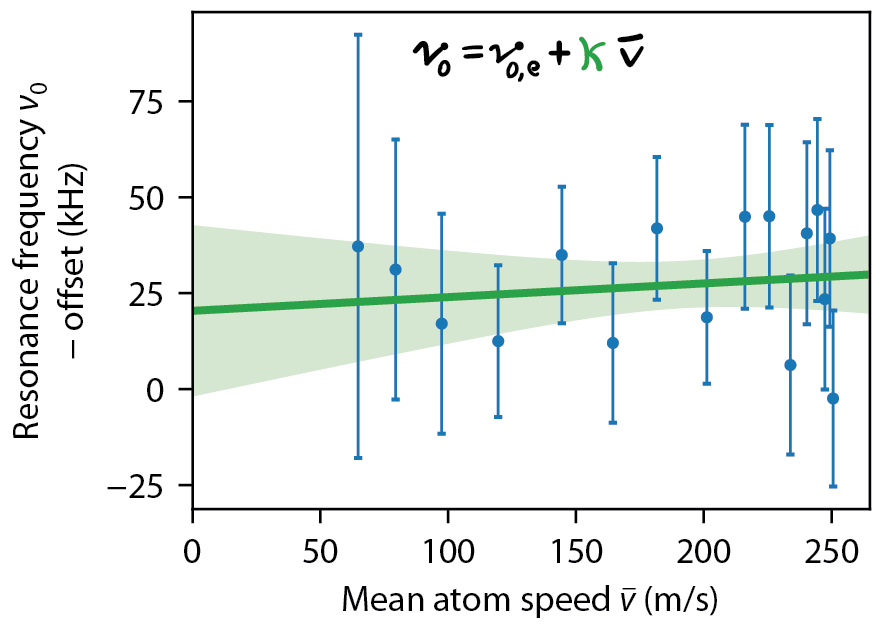 ν₀ = ν₀,ₑ + κ v̄
75
50
25
0
−25
Resonance frequency ν₀
− offset (kHz)
0 50 100 150 200 250
Mean atom speed v̄ (m/s)